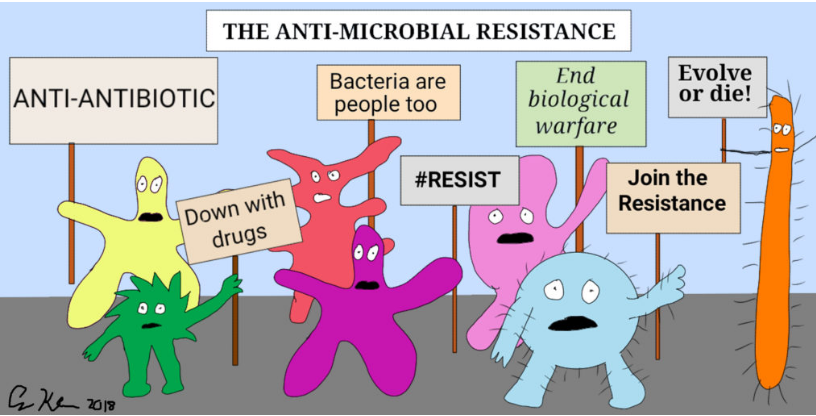 THE ANTI-MICROBIAL RESISTANCE
ANTI-ANTIBIOTIC
Bacteria are
people too
End
biological
warfare
Evolve
or die!
Down with
drugs
#RESIST
Join the
Resistance
2018